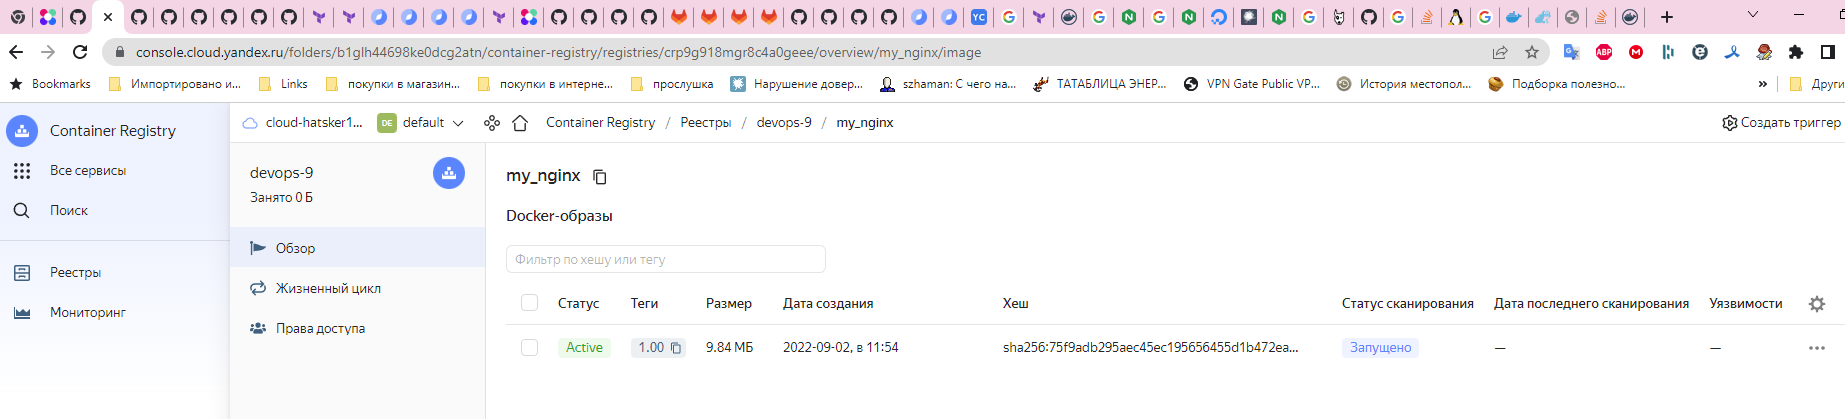 console.cloud.yandex.ru/folders/b1glh44698ke0dcg2atn/container-registry/registries/crp9g918mgr8c4a0geee/overview/my_nginx/image
Bookmarks Импортировано и... Links покупки в магазин... покупки в интерне... прослушка Нарушение довер... szhaman: С чего на... ТАТАБЛИЦА ЭНЕР... VPN Gate Public VP... История местопол... Подборка полезно... » Други
Container Registry
Все сервисы
Поиск
Реестры
Мониторинг
cloud-hatsker1... DE default Container Registry / Реестры / devops-9 / my_nginx Создать триггер
devops-9
Занято 0 Б
Обзор
Жизненный цикл
Права доступа
my_nginx
Docker-образы
Фильтр по хешу или тегу
Статус Теги Размер Дата создания Хеш Статус сканирования Дата последнего сканирования Уязвимости
Active 1.00 9.84 МБ 2022-09-02, в 11:54 sha256:75f9adb295aec45ec195656455d1b472ea... Запущено — —